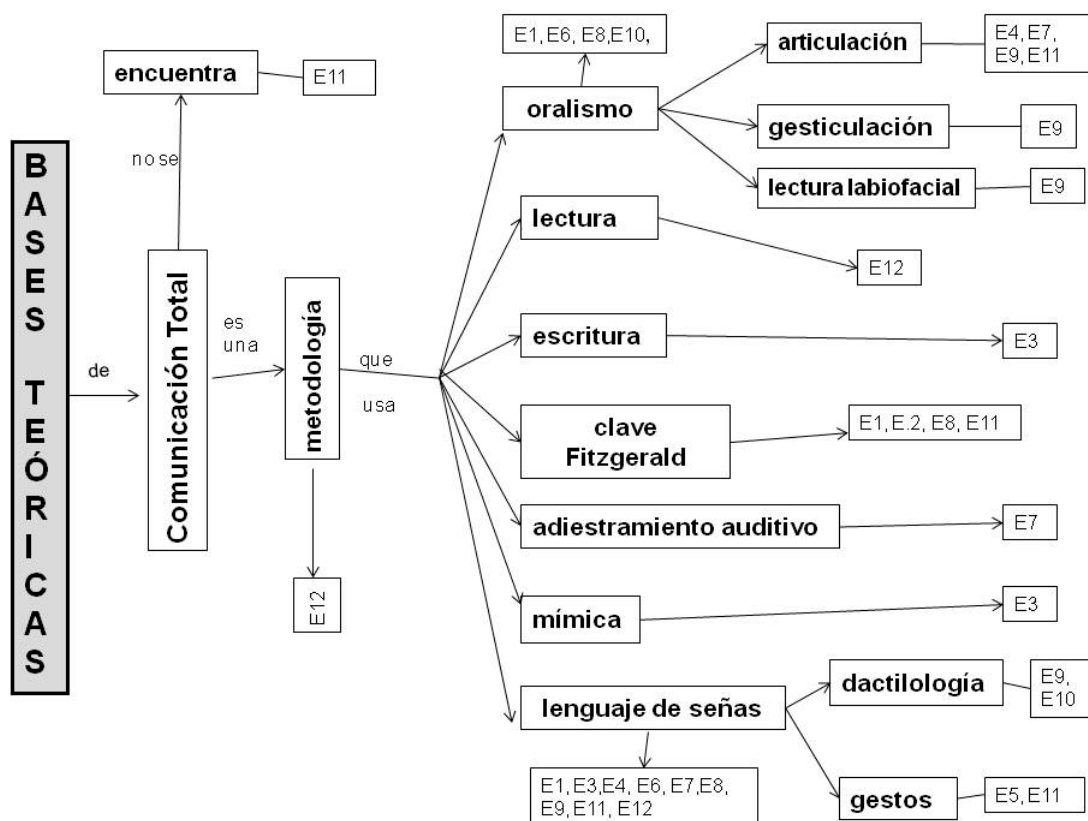 BASES TEÓRICAS
de
Comunicación Total
no se
encuentra
E11
es
una
metodología
E12
que
usa
oralismo
E1, E6, E8,E10,
articulación
E4, E7,
E9, E11
gesticulación
E9
lectura labiofacial
E9
lectura
E12
escritura
E3
clave
Fitzgerald
E1, E.2, E8, E11
adiestramiento auditivo
E7
mímica
E3
lenguaje de señas
E1, E3,E4, E6, E7,E8,
E9, E11, E12
dactilología
E9,
E10
gestos
E5, E11